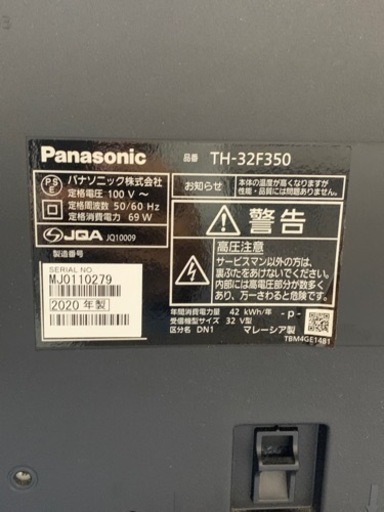 Panasonic
品番 TH-32F350
PS
E
パナソニック株式会社
定格電圧 100 V ～
定格周波数 50/60 Hz
定格消費電力 69 W
JQA JQ10009
製造番号
SERIAL NO
MJ0110279
2020 年製
お知らせ
本体の温度が高くなりますが
性能・品質には問題ありません。
警告
高圧注意
サービスマン以外の方は、
裏ぶたをあけないでください。
内部には高電圧部分が数多く
あり、万一さわると危険です。
年間消費電力量 42 kWh/年
受信機型サイズ 32 V型
区分名 DN1
-p-
マレーシア製
TBM4GE1481